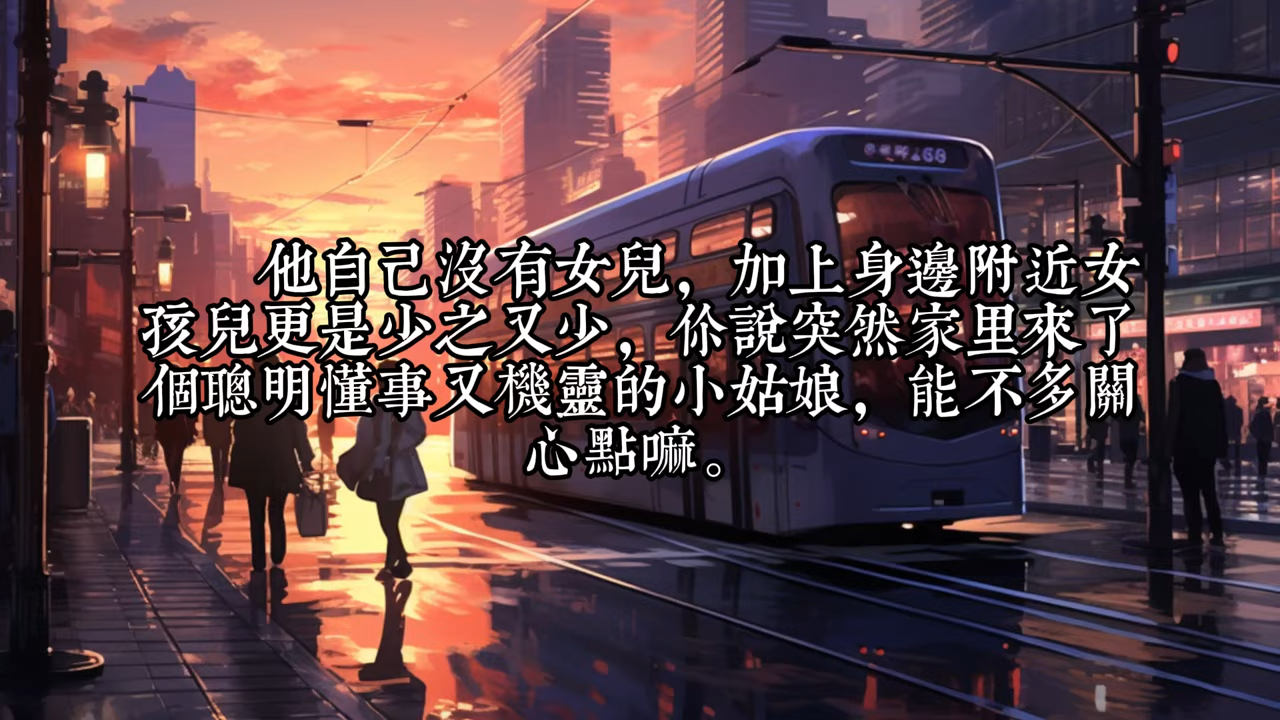 他自己沒有女兒，加上身邊附近女
孩兒更是少之又少，你說突然家里來了
個聰明懂事又機靈的小姑娘，能不多關
心點嘛。